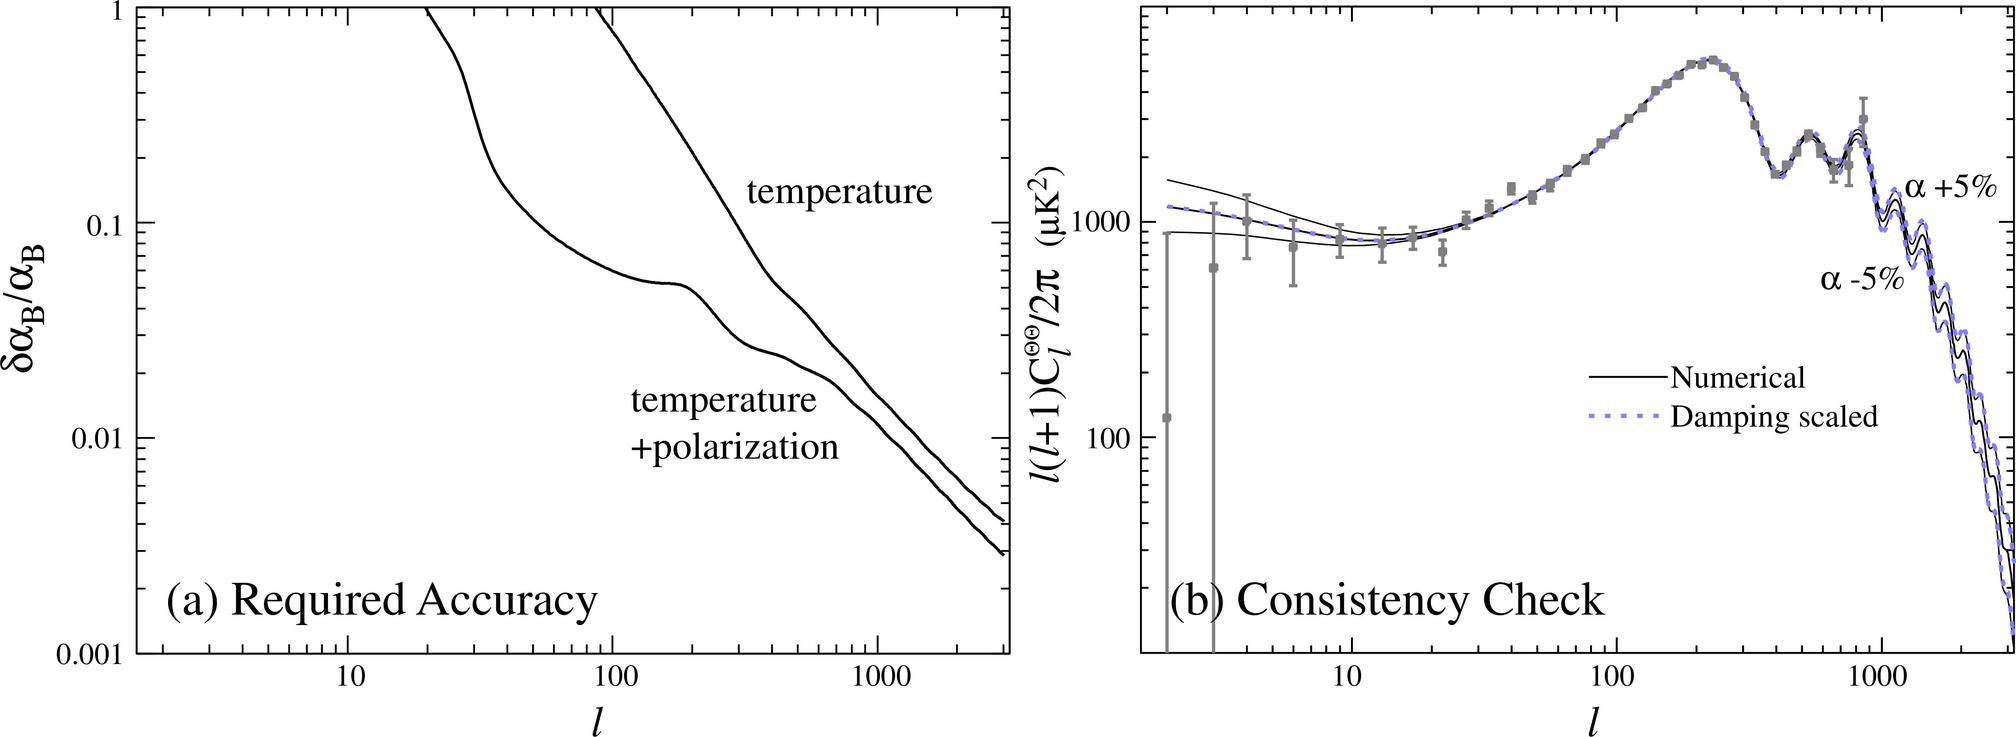 1
0.1
0.01
0.001
δα_B/α_B
temperature
temperature
+polarization
(a) Required Accuracy
10 100 1000
l
1000
100
l(l+1)C_l^ΘΘ/2π (μK²)
α +5%
α -5%
Numerical
Damping scaled
(b) Consistency Check
10 100 1000
l